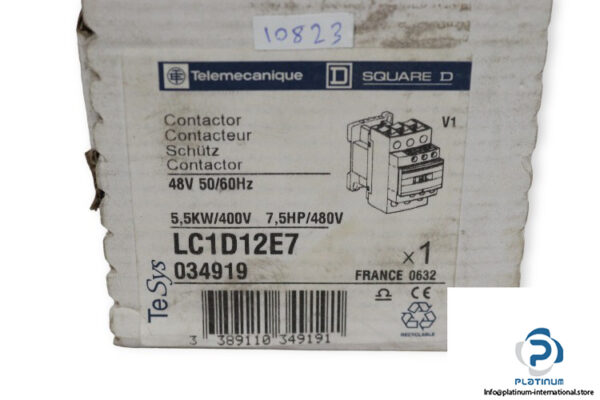 10823
Telemecanique D SQUARE D
Contactor
Contacteur
Schütz
Contactor
48V 50/60Hz
V1
5,5KW/400V 7,5HP/480V
LC1D12E7
034919
x1
FRANCE 0632
TeSys
CE
RECYCLABLE
3 389110 349191
PLATINUM
Info@platinum-international.store